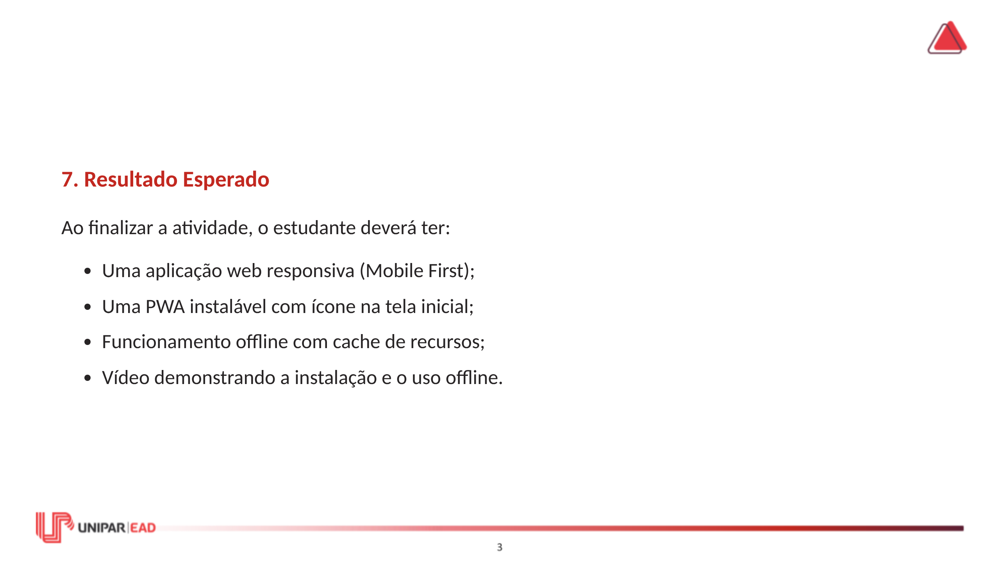 7. Resultado Esperado
Ao finalizar a atividade, o estudante deverá ter:
• Uma aplicação web responsiva (Mobile First);
• Uma PWA instalável com ícone na tela inicial;
• Funcionamento offline com cache de recursos;
• Vídeo demonstrando a instalação e o uso offline.
UNIPAR|EAD
3